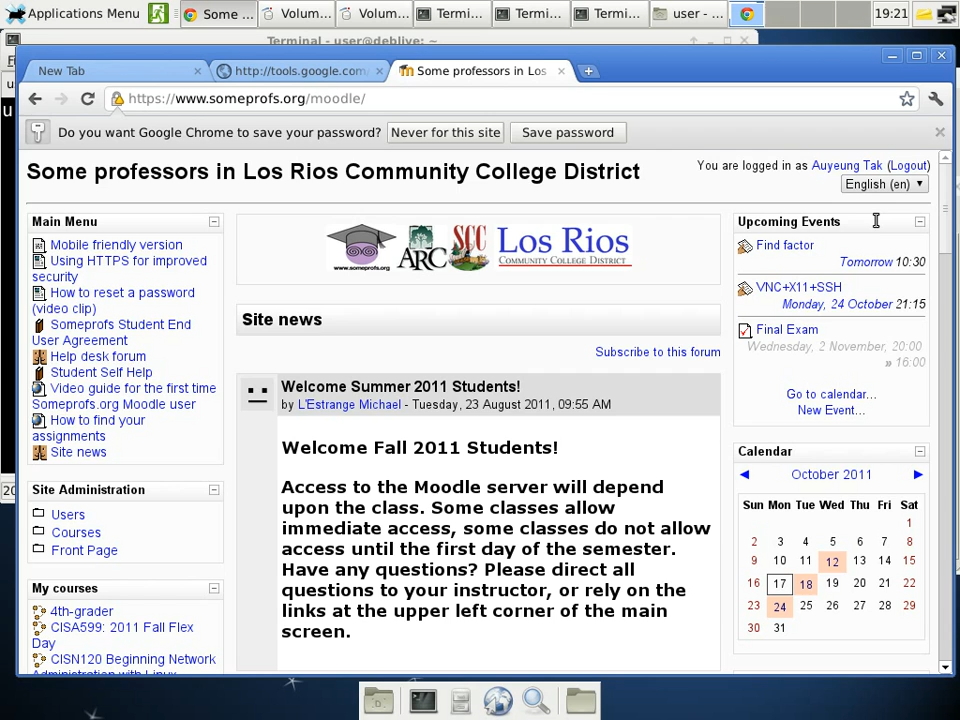 Applications Menu
Some ...
Volum...
Volum...
Termi...
Termi...
Termi...
user - ...
19:21
Terminal - user@deblive: ~
New Tab
http://tools.google.com
Some professors in Los
https://www.someprofs.org/moodle/
Do you want Google Chrome to save your password?
Never for this site
Save password
Some professors in Los Rios Community College District
You are logged in as Auyeung Tak (Logout)
English (en)
Main Menu
Mobile friendly version
Using HTTPS for improved
security
How to reset a password
(video clip)
Someprofs Student End
User Agreement
Help desk forum
Student Self Help
Video guide for the first time
Someprofs.org Moodle user
How to find your
assignments
Site news
Site Administration
Users
Courses
Front Page
My courses
4th-grader
CISA599: 2011 Fall Flex
Day
CISN120 Beginning Network
Administration with Linux
www.someprofs.org
ARC
SCC
Los Rios
COMMUNITY COLLEGE DISTRICT
Site news
Subscribe to this forum
Welcome Summer 2011 Students!
by L'Estrange Michael - Tuesday, 23 August 2011, 09:55 AM
Welcome Fall 2011 Students!
Access to the Moodle server will depend
upon the class. Some classes allow
immediate access, some classes do not allow
access until the first day of the semester.
Have any questions? Please direct all
questions to your instructor, or rely on the
links at the upper left corner of the main
screen.
Upcoming Events
Find factor
Tomorrow 10:30
VNC+X11+SSH
Monday, 24 October 21:15
Final Exam
Wednesday, 2 November, 20:00
» 16:00
Go to calendar...
New Event...
Calendar
October 2011
Sun Mon Tue Wed Thu Fri Sat
1
2 3 4 5 6 7 8
9 10 11 12 13 14 15
16 17 18 19 20 21 22
23 24 25 26 27 28 29
30 31